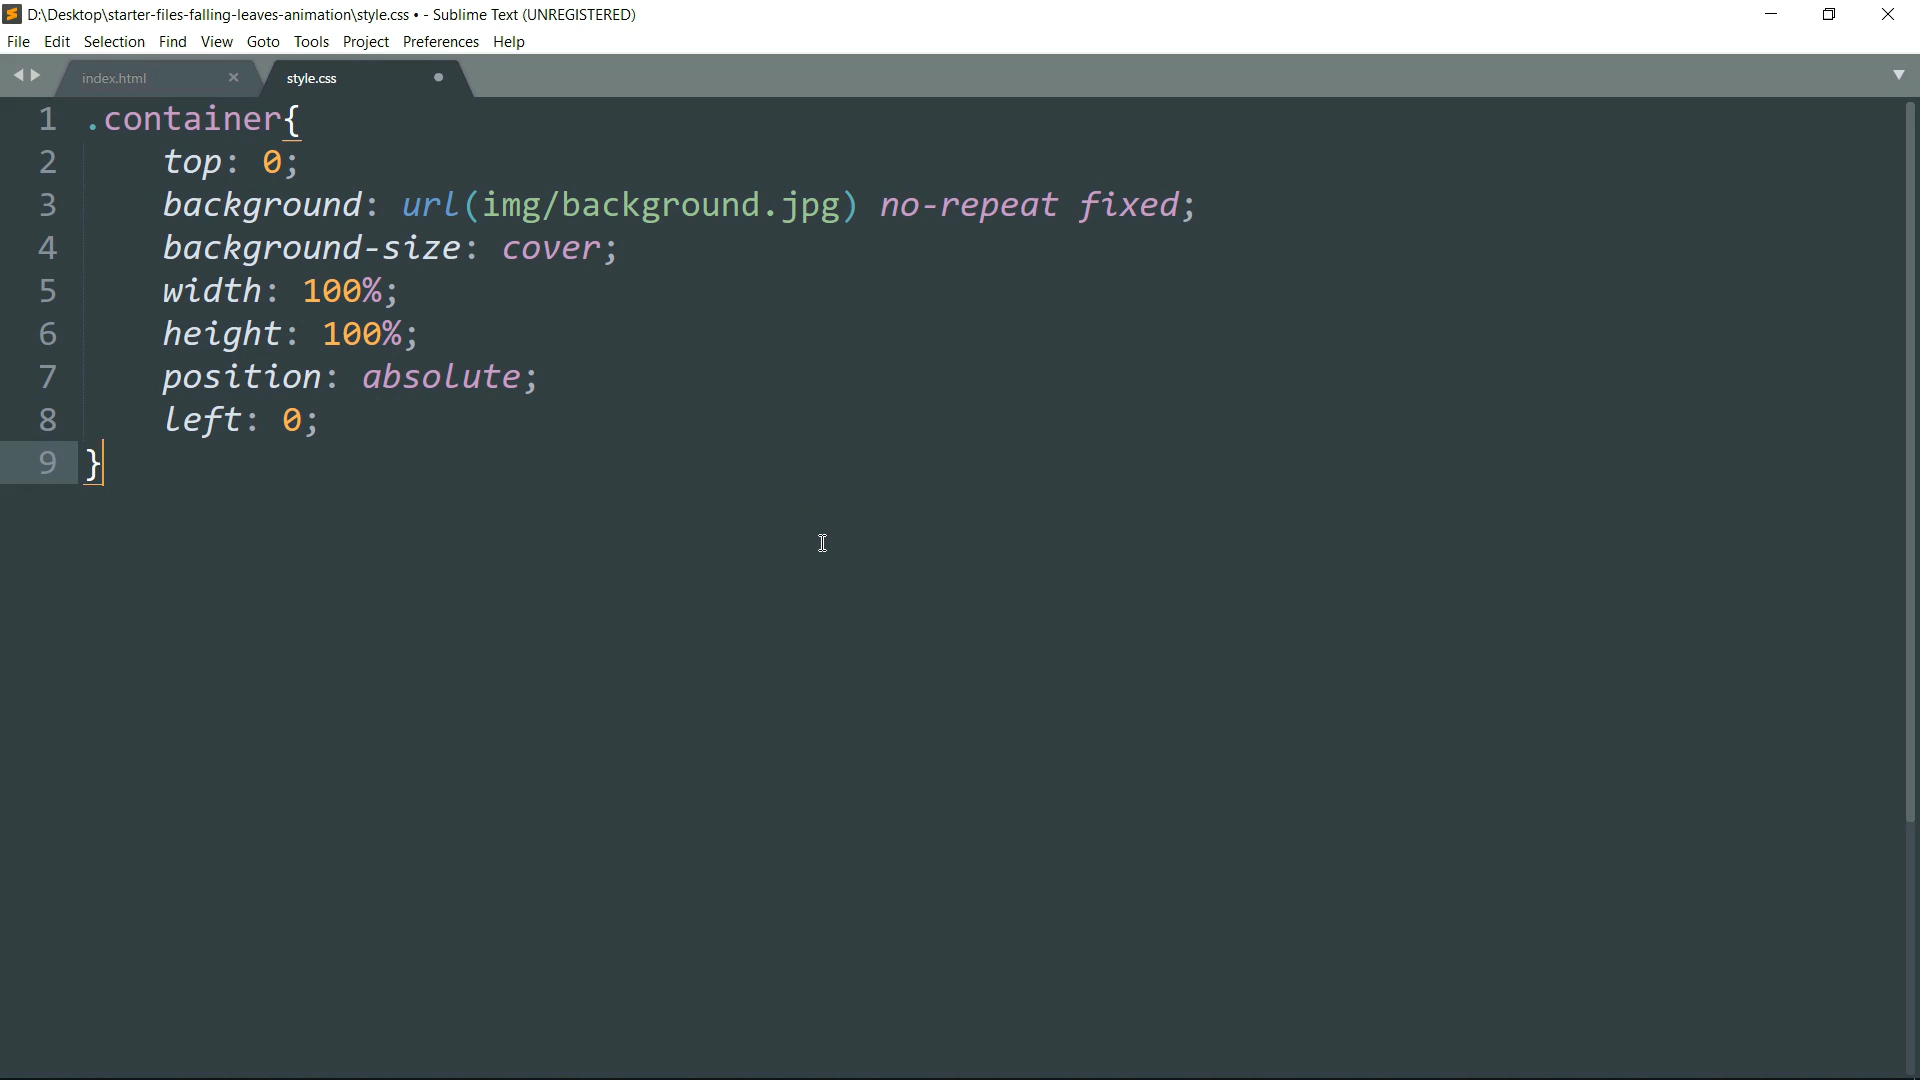 D:\Desktop\starter-files-falling-leaves-animation\style.css • - Sublime Text (UNREGISTERED)
File Edit Selection Find View Goto Tools Project Preferences Help
index.html style.css
1 .container{
2 top: 0;
3 background: url(img/background.jpg) no-repeat fixed;
4 background-size: cover;
5 width: 100%;
6 height: 100%;
7 position: absolute;
8 left: 0;
9 }